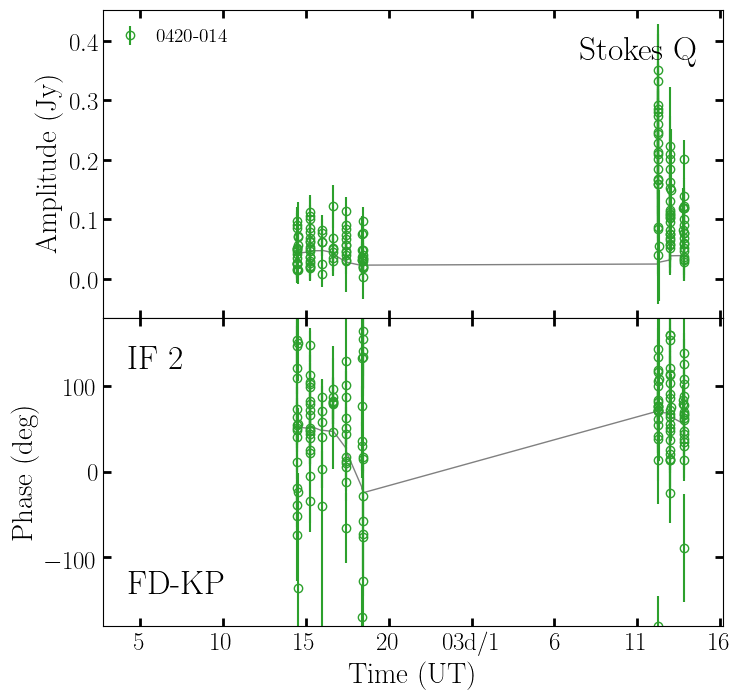 0420-014
Stokes Q
Amplitude (Jy)
0.4
0.3
0.2
0.1
0.0
IF 2
FD-KP
Phase (deg)
100
0
−100
5 10 15 20 03d/1 6 11 16
Time (UT)